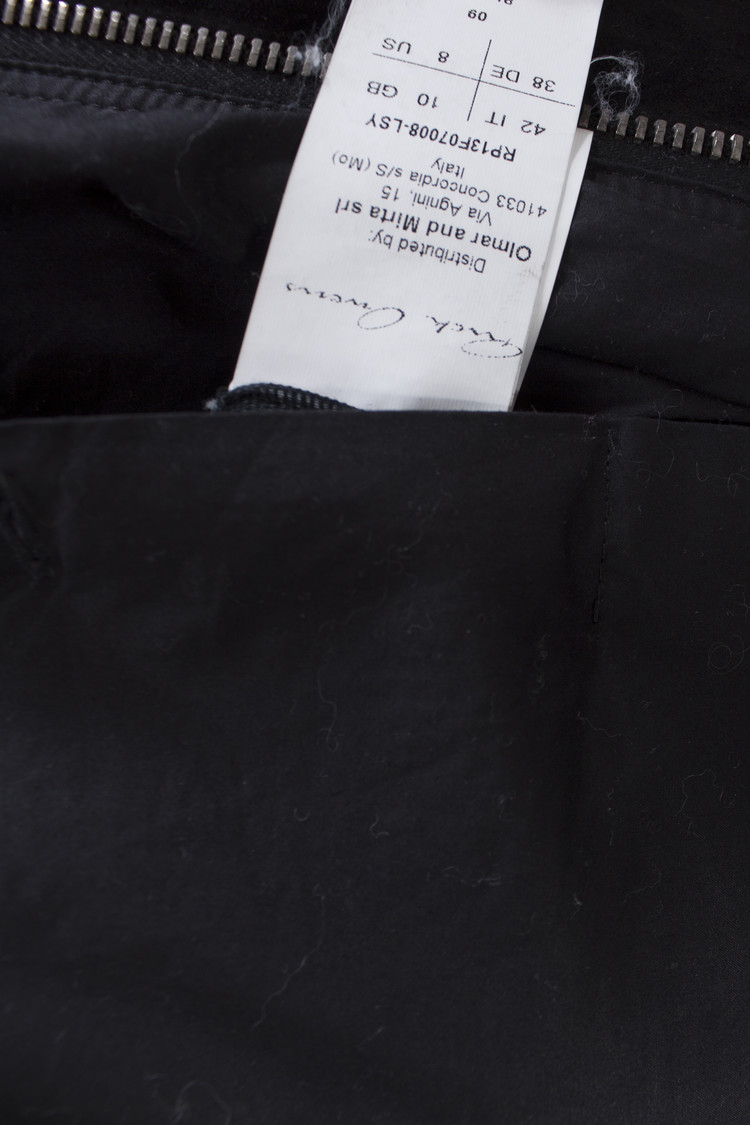 Rick Owens
Distributed by:
Olmar and Mirta srl
Via Agnini, 15
41033 Concordia s/S (Mo)
Italy
RP13F07008-LSY
42 IT 10 GB
38 DE 8 US
09